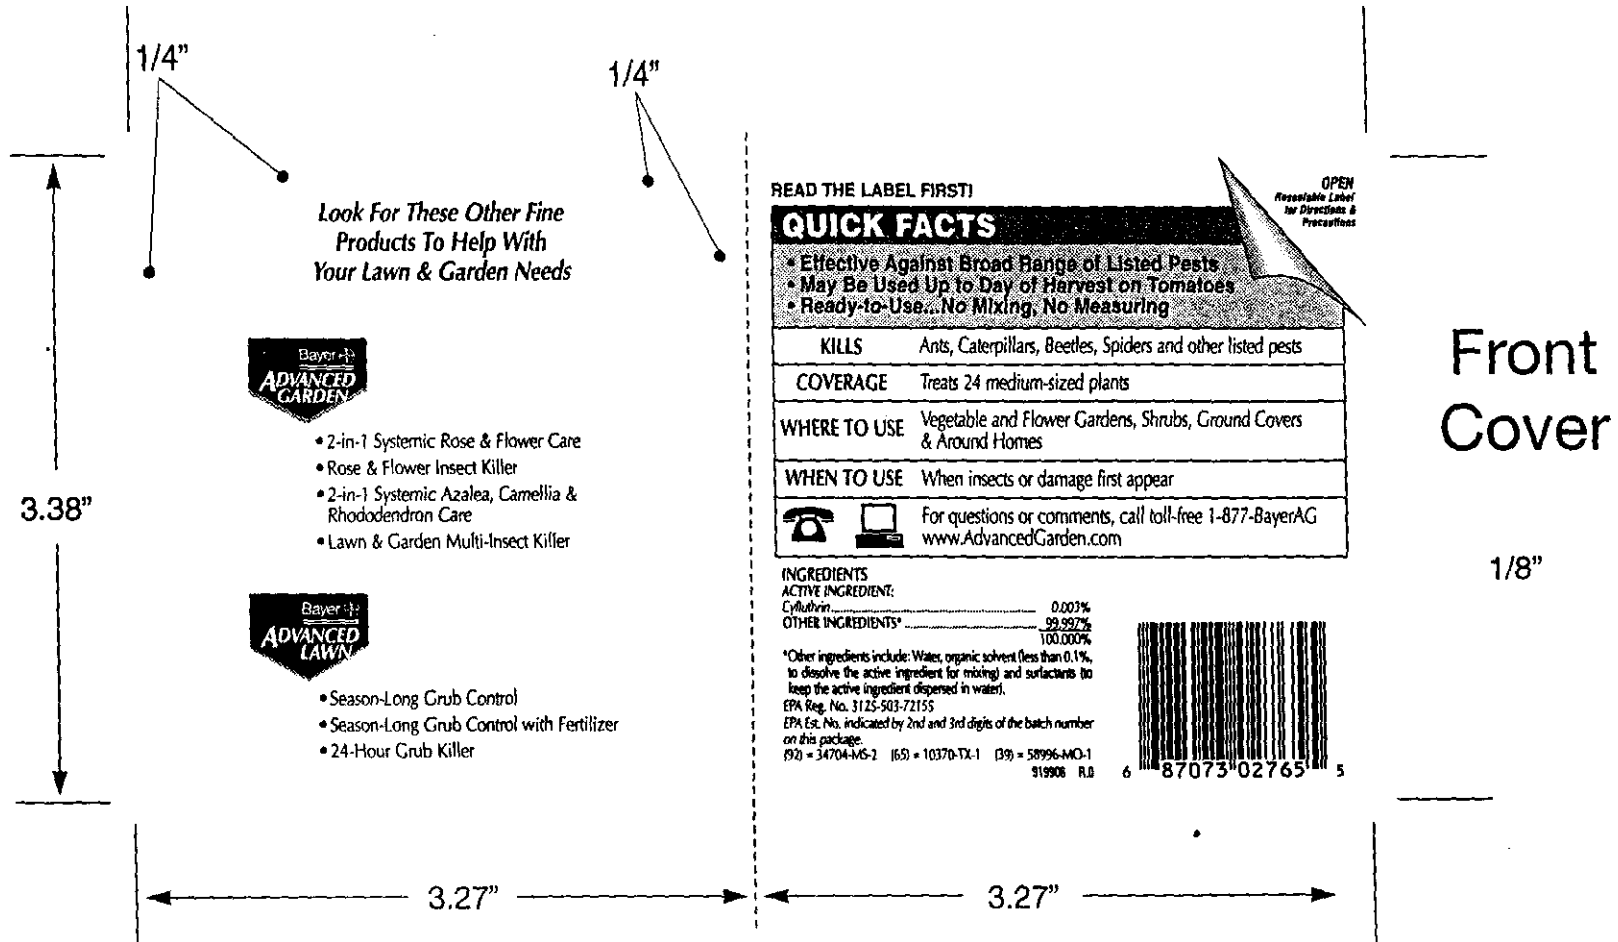 1/4"
1/4"
Look For These Other Fine
Products To Help With
Your Lawn & Garden Needs
Bayer
ADVANCED
GARDEN
• 2-in-1 Systemic Rose & Flower Care
• Rose & Flower Insect Killer
• 2-in-1 Systemic Azalea, Camellia &
Rhododendron Care
• Lawn & Garden Multi-Insect Killer
Bayer
ADVANCED
LAWN
• Season-Long Grub Control
• Season-Long Grub Control with Fertilizer
• 24-Hour Grub Killer
3.38"
3.27"
READ THE LABEL FIRST!
OPEN
Resealable Label
for Directions &
Precautions
QUICK FACTS
• Effective Against Broad Range of Listed Pests
• May Be Used Up to Day of Harvest on Tomatoes
• Ready-to-Use...No Mixing, No Measuring
KILLS Ants, Caterpillars, Beetles, Spiders and other listed pests
COVERAGE Treats 24 medium-sized plants
WHERE TO USE Vegetable and Flower Gardens, Shrubs, Ground Covers
& Around Homes
WHEN TO USE When insects or damage first appear
For questions or comments, call toll-free 1-877-BayerAG
www.AdvancedGarden.com
INGREDIENTS
ACTIVE INGREDIENT:
Cyfluthrin........ 0.003%
OTHER INGREDIENTS* ........ 99.997%
100.000%
*Other ingredients include: Water, organic solvent (less than 0.1%,
to dissolve the active ingredient for mixing) and surfactants (to
keep the active ingredient dispersed in water).
EPA Reg. No. 3125-503-72155
EPA Est. No. indicated by 2nd and 3rd digits of the batch number
on this package.
(92) = 34704-MS-2 (65) = 10370-TX-1 (39) = 58996-MO-1
919906 R.0
6 87073 02765 5
3.27"
Front
Cover
1/8"